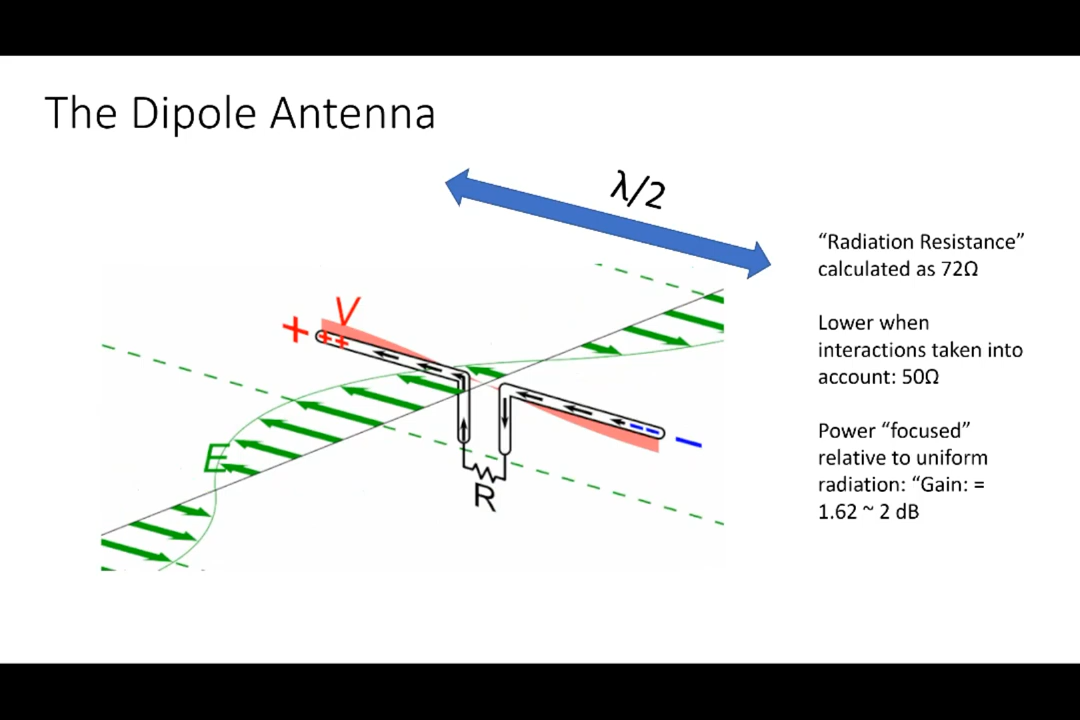 The Dipole Antenna
λ/2
“Radiation Resistance”
calculated as 72Ω
Lower when
interactions taken into
account: 50Ω
Power “focused”
relative to uniform
radiation: “Gain: =
1.62 ~ 2 dB
+ V
++
E
R
– – –